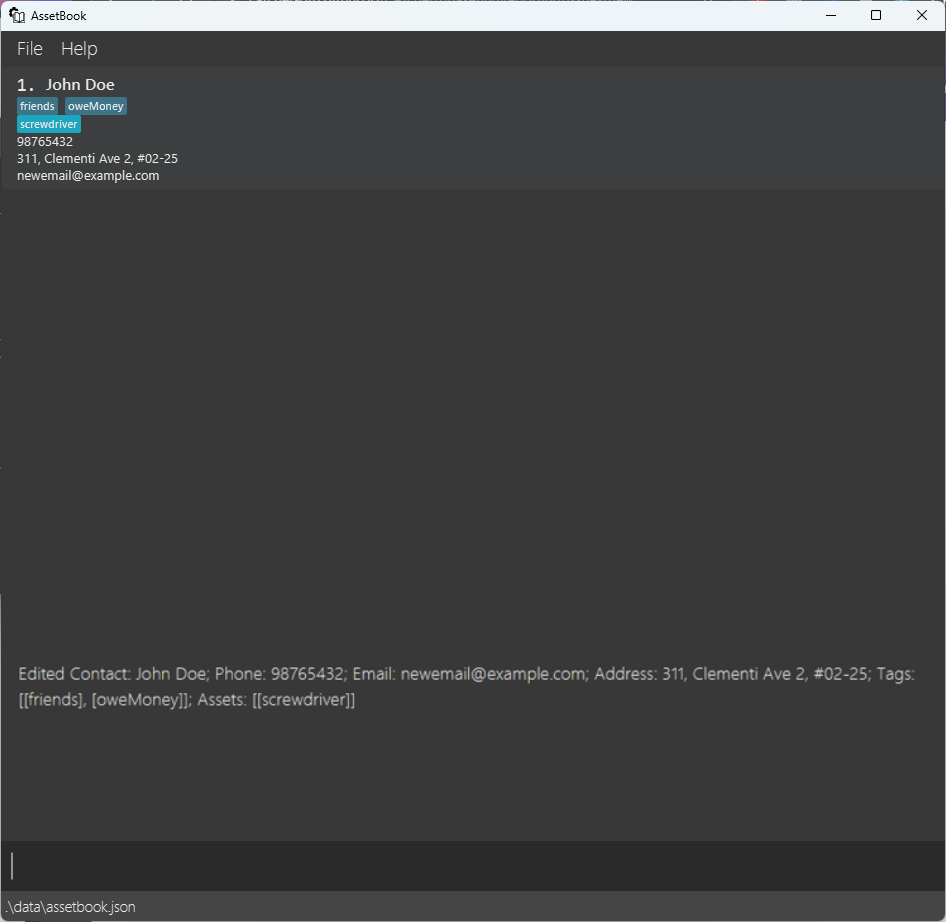 AssetBook
File Help
1. John Doe
friends oweMoney
screwdriver
98765432
311, Clementi Ave 2, #02-25
newemail@example.com
Edited Contact: John Doe; Phone: 98765432; Email: newemail@example.com; Address: 311, Clementi Ave 2, #02-25; Tags:
[[friends], [oweMoney]]; Assets: [[screwdriver]]
.\data\assetbook.json